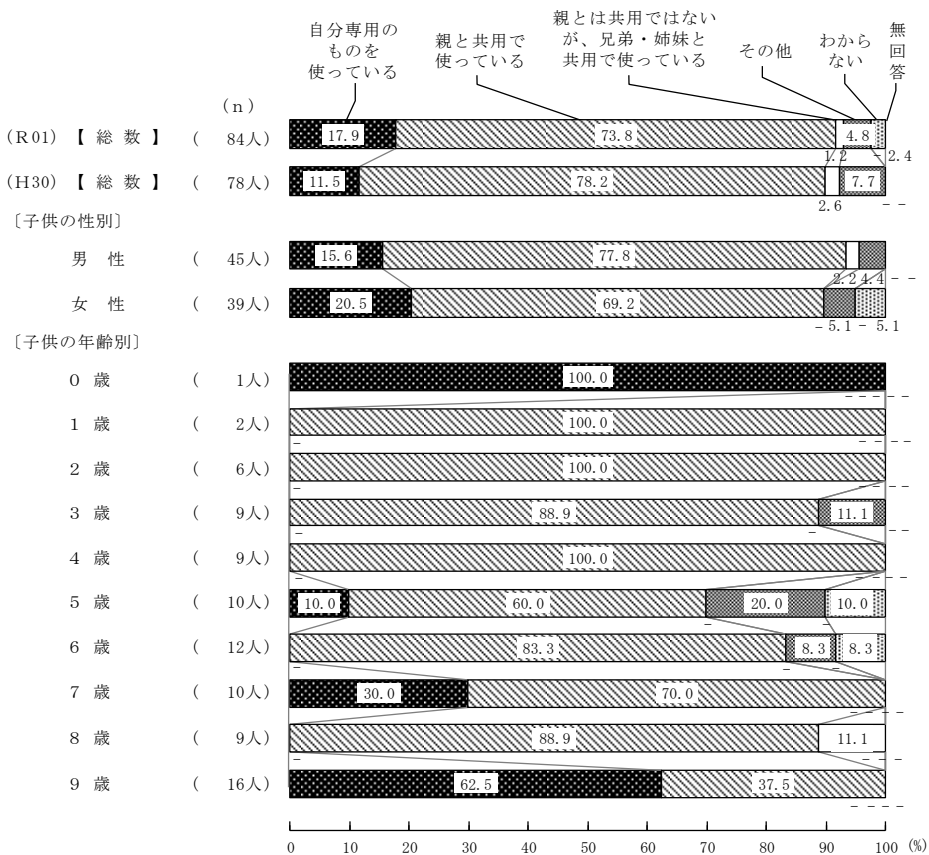 自分専用の
ものを
使っている
親と共用で
使っている
親とは共用ではない
が、兄弟・姉妹と
共用で使っている
その他
わから
ない
無
回
答
(n)
(R01)【 総 数 】 ( 84人) 17.9 73.8 1.2 4.8 - 2.4
(H30)【 総 数 】 ( 78人) 11.5 78.2 2.6 7.7 - -
〔子供の性別〕
男 性 ( 45人) 15.6 77.8 2.2 4.4 - -
女 性 ( 39人) 20.5 69.2 - 5.1 - 5.1
〔子供の年齢別〕
0 歳 ( 1人) 100.0 - - - - -
1 歳 ( 2人) - 100.0 - - - -
2 歳 ( 6人) - 100.0 - - - -
3 歳 ( 9人) - 88.9 - 11.1 - -
4 歳 ( 9人) - 100.0 - - - -
5 歳 ( 10人) 10.0 60.0 - 20.0 - 10.0
6 歳 ( 12人) - 83.3 - 8.3 - 8.3
7 歳 ( 10人) 30.0 70.0 - - - -
8 歳 ( 9人) - 88.9 11.1 - - -
9 歳 ( 16人) 62.5 37.5 - - - -
0 10 20 30 40 50 60 70 80 90 100 (%)